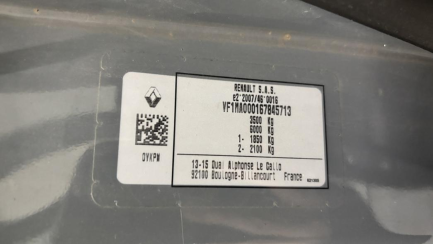 RENAULT S.A.S.
e2*2007/46*0016
VF1MA000167845713
3500 Kg
6000 Kg
1- 1850 Kg
2- 2100 Kg
OVKPW
13-15 Quai Alphonse Le Gallo
92100 Boulogne-Billancourt France